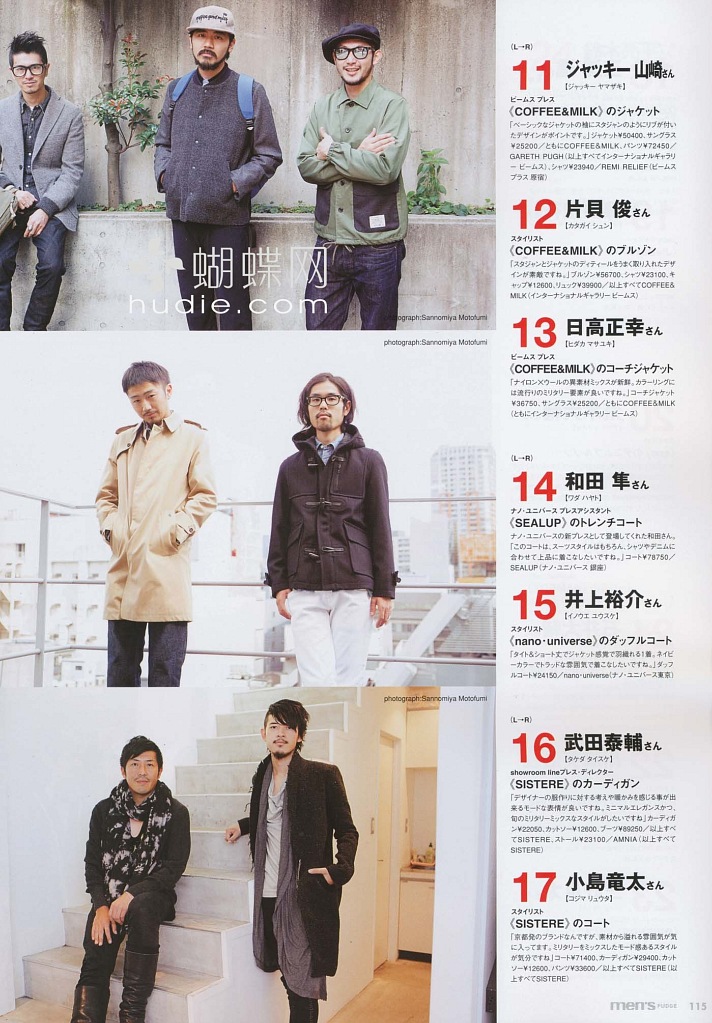 coffee and milk
蝴蝶网
hudie.com
photograph:Sannomiya Motofumi
photograph:Sannomiya Motofumi
photograph:Sannomiya Motofumi
(L→R)
11 ジャッキー 山崎さん
【ジャッキー ヤマザキ】
ビームス プレス
《COFFEE&MILK》のジャケット
「ベーシックなジャケットの袖にスタジャンのようにリブが付い
たデザインがポイントです。」ジャケット¥50400、サングラス
¥25200/ともにCOFFEE&MILK、パンツ¥72450/
GARETH PUGH(以上すべてインターナショナルギャラリ
ー ビームス)、シャツ¥23940/REMI RELIEF(ビームス
プラス 原宿)
12 片貝 俊さん
【カタガイ シュン】
スタイリスト
《COFFEE&MILK》のブルゾン
「スタジャンとジャケットのディティールをうまく取り入れたデザ
インが素敵ですね。」ブルゾン¥56700、シャツ¥23100、キ
ャップ¥12600、リュック¥39900/以上すべてCOFFEE&
MILK(インターナショナルギャラリー ビームス)
13 日高正幸さん
【ヒダカ マサユキ】
ビームス プレス
《COFFEE&MILK》のコーチジャケット
「ナイロン×ウールの異素材ミックスが新鮮。カラーリングに
は流行りのミリタリー要素が良いですね。」コーチジャケット
¥36750、サングラス¥25200/ともにCOFFEE&MILK
(ともにインターナショナルギャラリー ビームス)
(L→R)
14 和田 隼さん
【ワダ ハヤト】
ナノ・ユニバース プレスアシスタント
《SEALUP》のトレンチコート
ナノ・ユニバースの新プレスとして登場してくれた和田さん。
「このコートは、スーツスタイルはもちろん、シャツやデニムに
合わせて上品に着こなしたいですね。」コート¥78750/
SEALUP(ナノ・ユニバース 銀座)
15 井上裕介さん
【イノウエ ユウスケ】
スタイリスト
《nano・universe》のダッフルコート
「タイト&ショート丈でジャケット感覚で羽織れる1着。ネイビ
ーカラーでトラッドな雰囲気で着こなしたいですね。」ダッフ
ルコート¥24150/nano・universe(ナノ・ユニバース東京)
(L→R)
16 武田泰輔さん
【タケダ タイスケ】
showroom lineプレス・ディレクター
《SISTERE》のカーディガン
「デザイナーの服作りに対する考えや暖かみを感じる事が出
来るモードな表情が良いですね。ミニマルエレガンスかつ、
旬のミリタリーミックスなスタイルがしたいですね」カーディガ
ン¥22050、カットソー¥12600、ブーツ¥89250/以上すべ
てSISTERE、ストール¥23100/AMNIA(以上すべて
SISTERE)
17 小島竜太さん
【コジマ リュウタ】
スタイリスト
《SISTERE》のコート
「京都発のブランドなんですが、素材から溢れる雰囲気が気
に入ってます。ミリタリーをミックスしたモード感あるスタイル
が気分ですね」コート¥71400、カーディガン¥29400、カット
ソー¥12600、パンツ¥33600/以上すべてSISTERE(以
上すべてSISTERE)
men's FUDGE 115